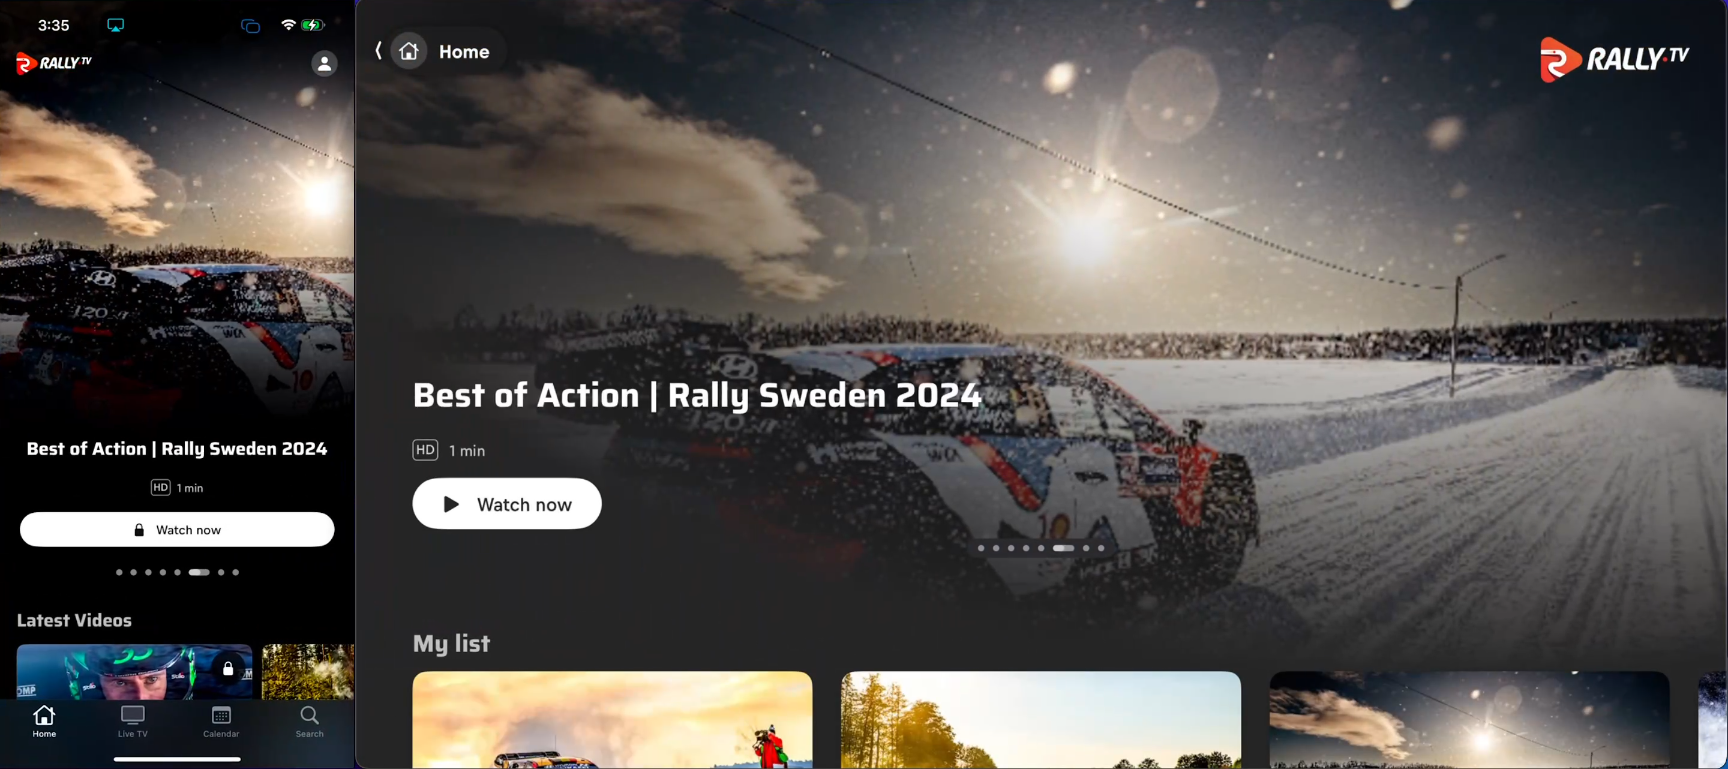 3:35
RALLY.TV
Best of Action | Rally Sweden 2024
HD 1 min
Watch now
Latest Videos
OMP
Home
Live TV
Calendar
Search
Home
RALLY.TV
Best of Action | Rally Sweden 2024
HD 1 min
Watch now
My list